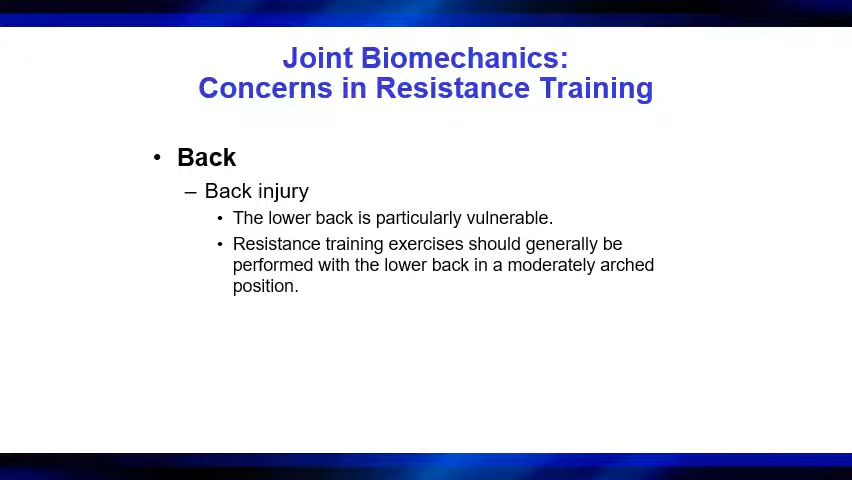 Joint Biomechanics:
Concerns in Resistance Training
• Back
– Back injury
• The lower back is particularly vulnerable.
• Resistance training exercises should generally be
performed with the lower back in a moderately arched
position.